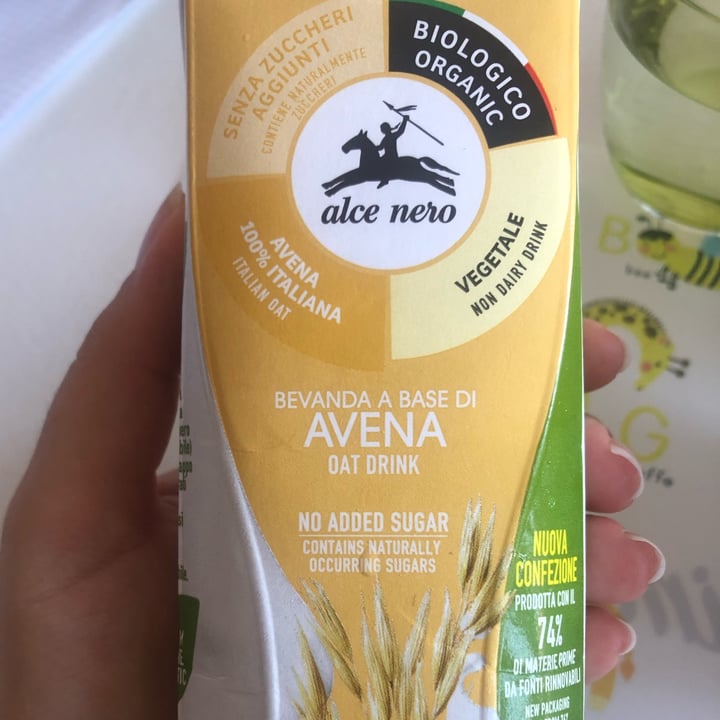 SENZA ZUCCHERI
AGGIUNTI
CONTIENE NATURALMENTE
ZUCCHERI
BIOLOGICO
ORGANIC
alce nero
AVENA
100% ITALIANA
ITALIAN OAT
VEGETALE
NON DAIRY DRINK
BEVANDA A BASE DI
AVENA
OAT DRINK
NO ADDED SUGAR
CONTAINS NATURALLY
OCCURRING SUGARS
NUOVA
CONFEZIONE
PRODOTTA CON IL
74%
DI MATERIE PRIME
DA FONTI RINNOVABILI
NEW PACKAGING
B
bee
G